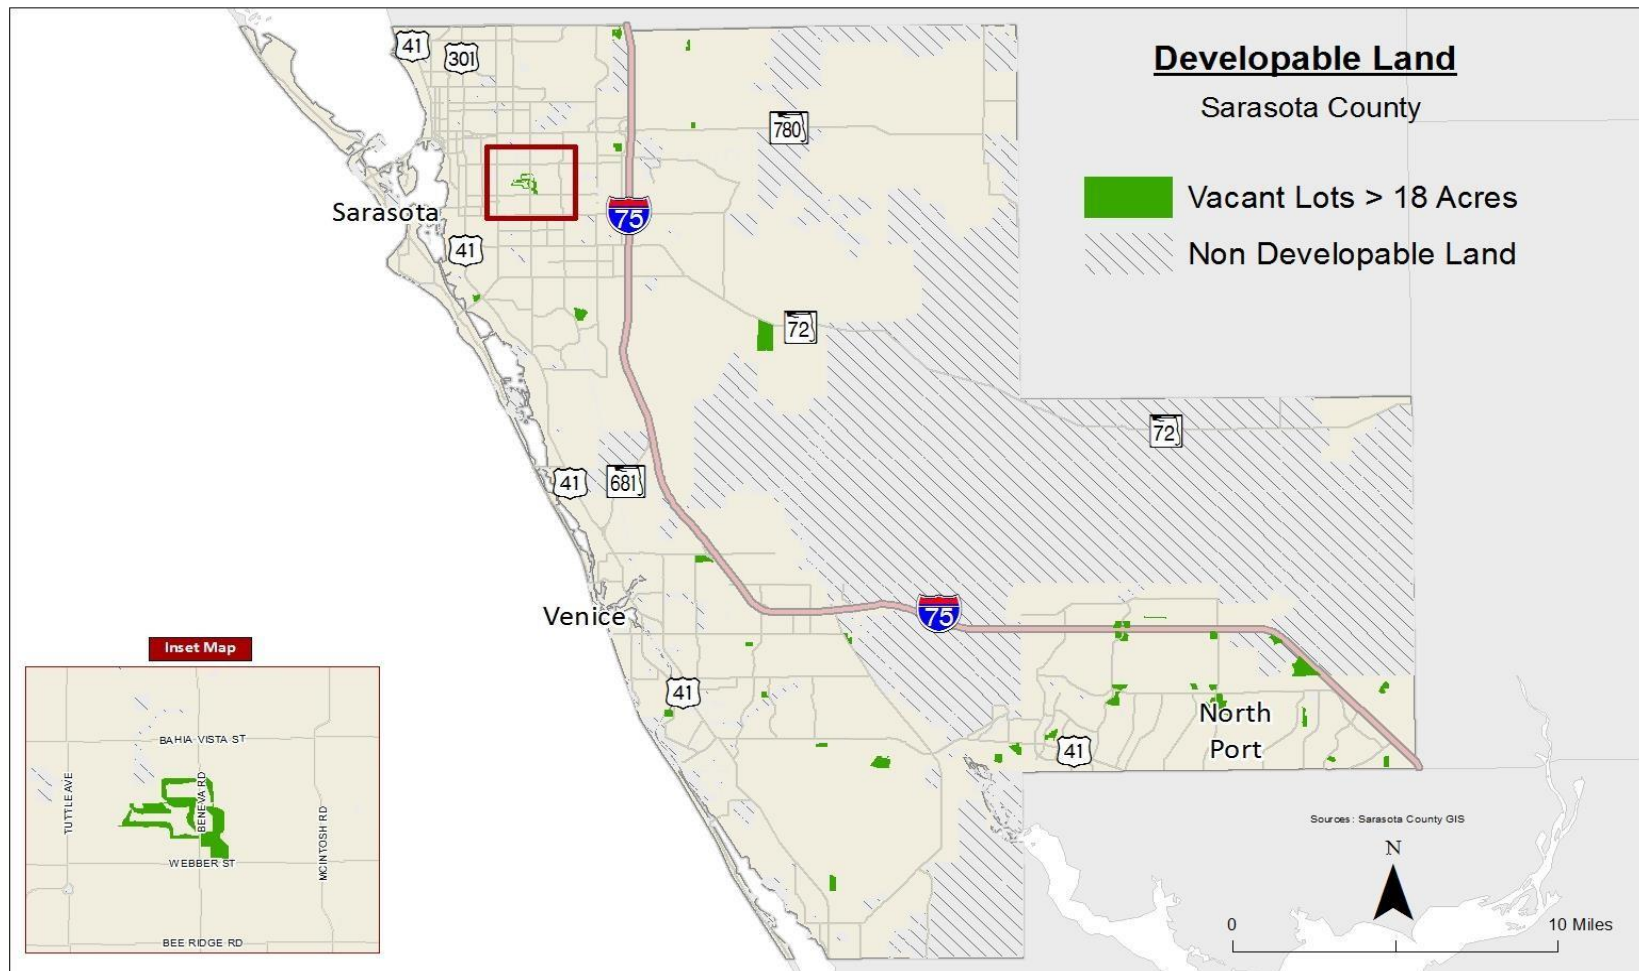 Developable Land
Sarasota County
Vacant Lots > 18 Acres
Non Developable Land
41
301
780
Sarasota
75
41
72
72
41
681
Venice
75
41
North
Port
41
Inset Map
BAHIA VISTA ST
TUTTLE AVE
BENEVA RD
MCINTOSH RD
WEBBER ST
BEE RIDGE RD
Sources: Sarasota County GIS
N
0
10 Miles